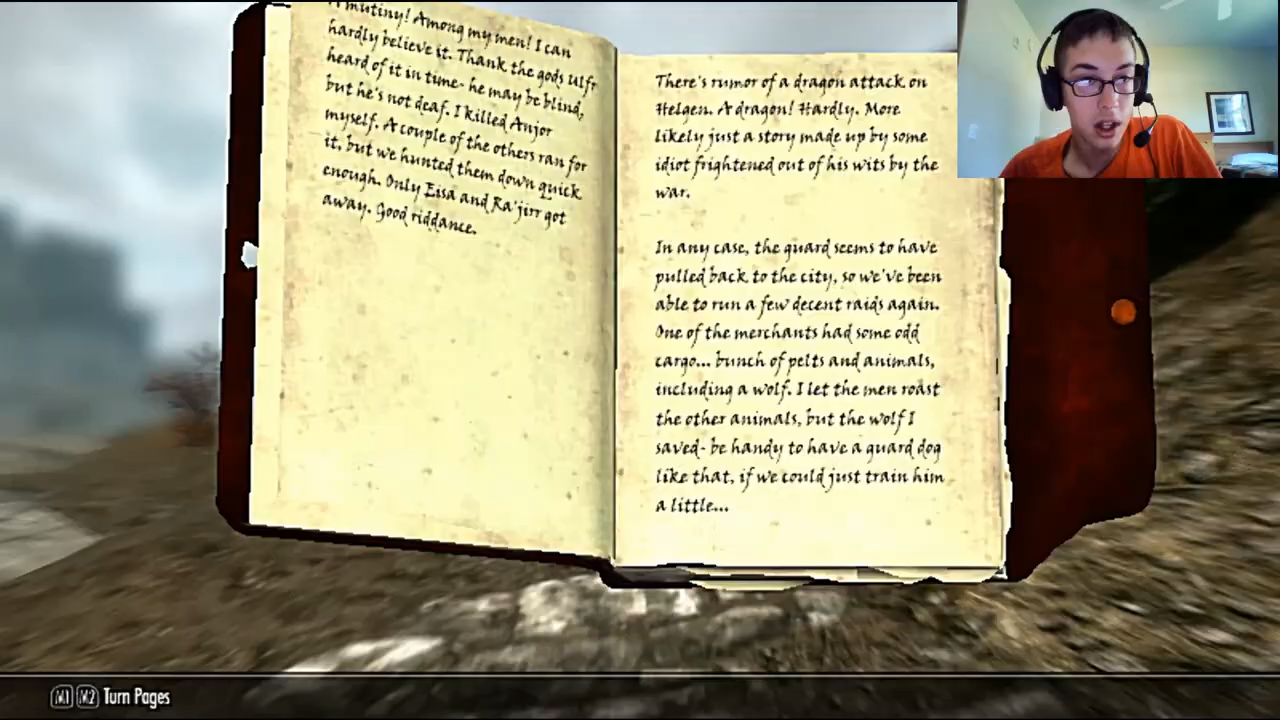 A mutiny! Among my men! I can
hardly believe it. Thank the gods Ulfr
heard of it in time- he may be blind,
but he's not deaf. I killed Anjor
myself. A couple of the others ran for
it, but we hunted them down quick
enough. Only Eisa and Ra'jirr got
away. Good riddance.
There's rumor of a dragon attack on
Helgen. A dragon! Hardly. More
likely just a story made up by some
idiot frightened out of his wits by the
war.
In any case, the guard seems to have
pulled back to the city, so we've been
able to run a few decent raids again.
One of the merchants had some odd
cargo... bunch of pelts and animals,
including a wolf. I let the men roast
the other animals, but the wolf I
saved- be handy to have a guard dog
like that, if we could just train him
a little...
M1 M2 Turn Pages